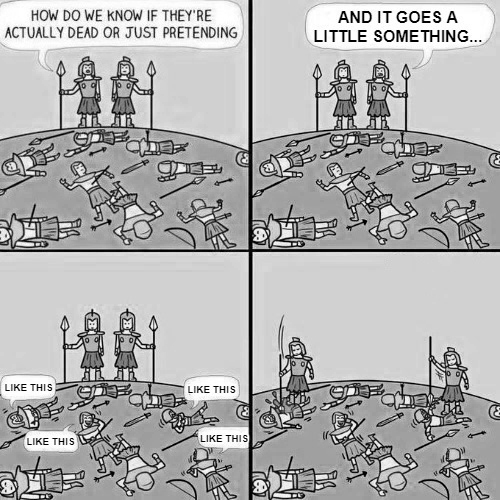 HOW DO WE KNOW IF THEY'RE
ACTUALLY DEAD OR JUST PRETENDING
AND IT GOES A
LITTLE SOMETHING...
LIKE THIS
LIKE THIS
LIKE THIS
LIKE THIS